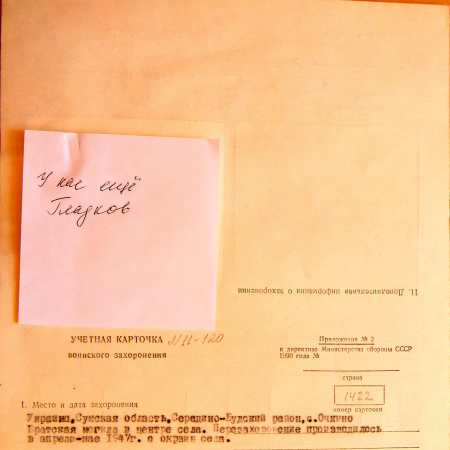 У нас ещё
Гладков
11. Дополнительная информация о захоронении
УЧЕТНАЯ КАРТОЧКА N11-120
воинского захоронения
Приложение № 2
к директиве Министерства обороны СССР
1990 года №
страна
1422
номер карточки
1. Место и дата захоронения
Украина,Сумская область,Середино-Будский район,с.Очкино
Братская могила в центре села. Перезахоронение производилось
в апреле-мае 1947г. с окраин села.